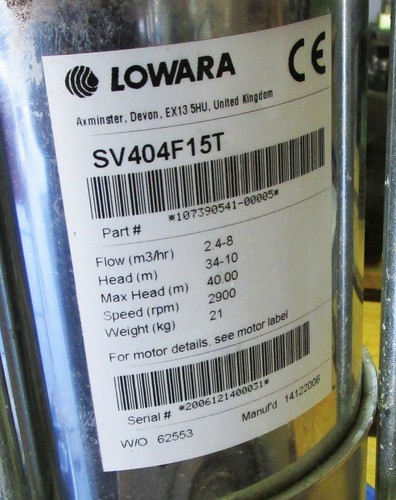 LOWARA CE
Axminster, Devon, EX13 5HU, United Kingdom
SV404F15T
*107390541-00005*
Part #
Flow (m3/hr) 2.4-8
Head (m) 34-10
Max Head (m) 40.00
Speed (rpm) 2900
Weight (kg) 21
For motor details, see motor label
*2006121400031*
Serial # Manuf'd 14122006
W/O 62553